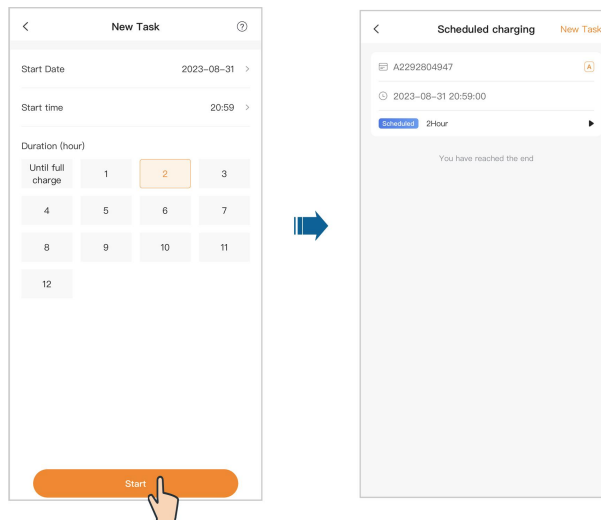 New Task
Start Date 2023-08-31
Start time 20:59
Duration (hour)
Until full charge 1 2 3
4 5 6 7
8 9 10 11
12
Start
Scheduled charging New Task
A2292804947 A
2023-08-31 20:59:00
Scheduled 2Hour
You have reached the end